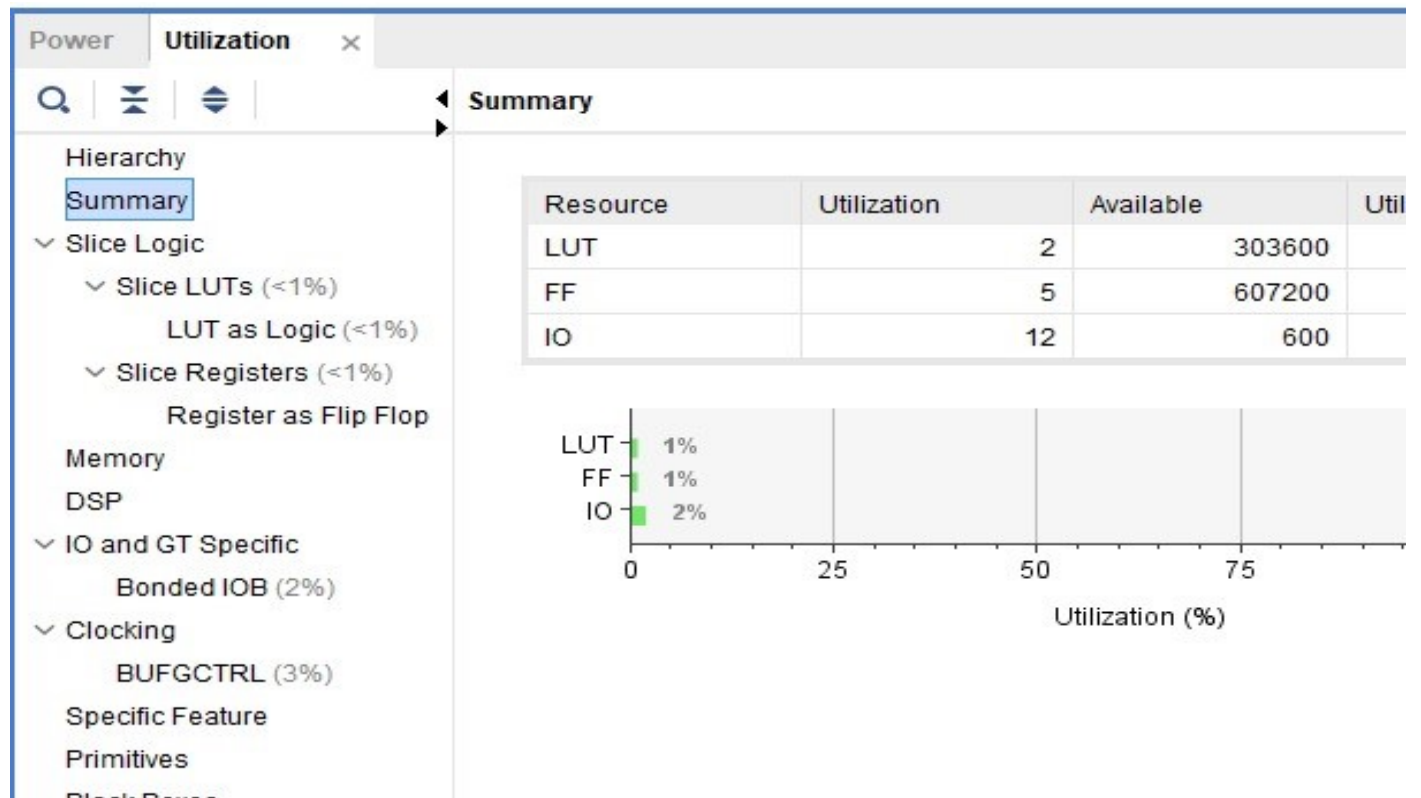 Power Utilization
Summary
Hierarchy
Summary
Slice Logic
Slice LUTs (<1%)
LUT as Logic (<1%)
Slice Registers (<1%)
Register as Flip Flop
Memory
DSP
IO and GT Specific
Bonded IOB (2%)
Clocking
BUFGCTRL (3%)
Specific Feature
Primitives
Resource Utilization Available Util
LUT 2 303600
FF 5 607200
IO 12 600
LUT 1%
FF 1%
IO 2%
0 25 50 75
Utilization (%)